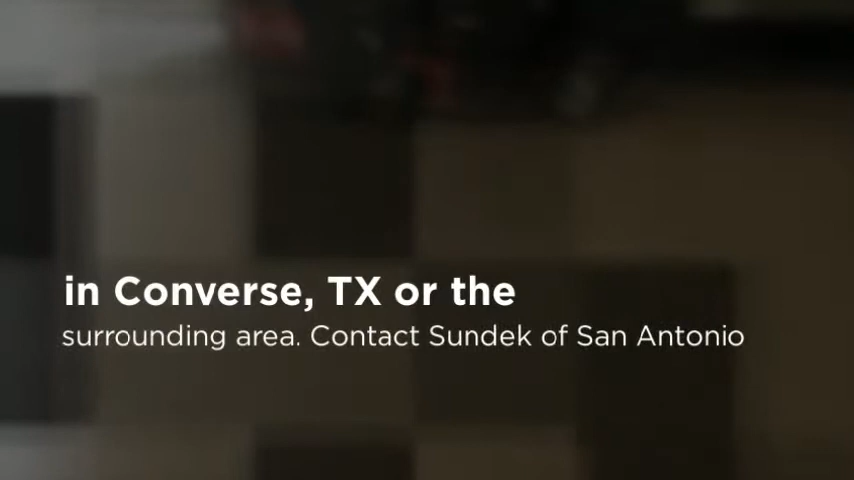 in Converse, TX or the
surrounding area. Contact Sundek of San Antonio